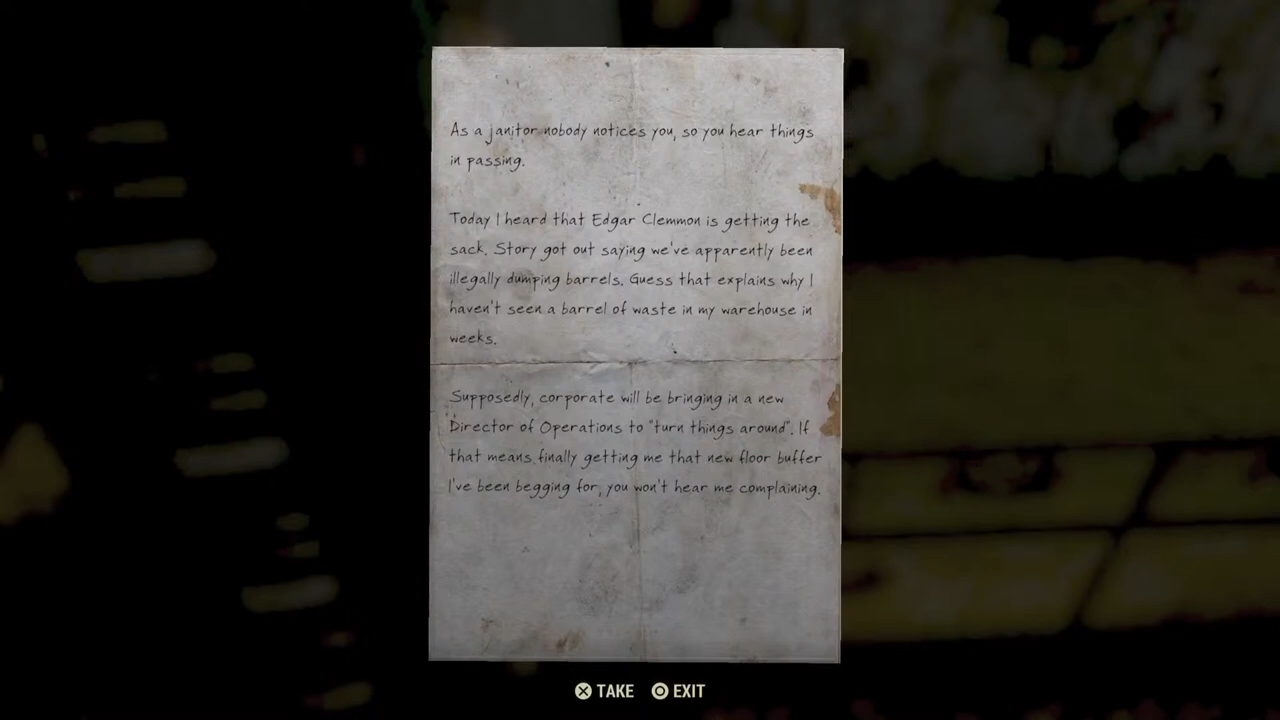 As a janitor nobody notices you, so you hear things
in passing.
Today I heard that Edgar Clemmon is getting the
sack. Story got out saying we've apparently been
illegally dumping barrels. Guess that explains why I
haven't seen a barrel of waste in my warehouse in
weeks.
Supposedly, corporate will be bringing in a new
Director of Operations to "turn things around". If
that means finally getting me that new floor buffer
I've been begging for, you won't hear me complaining.
TAKE EXIT